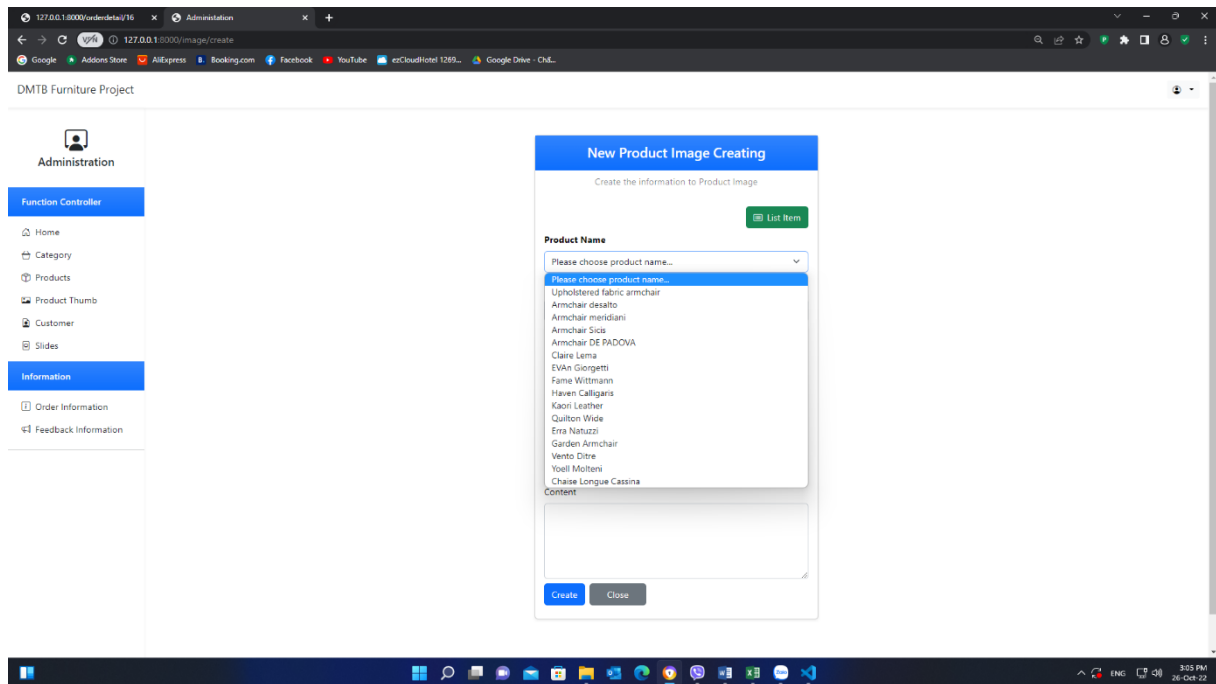 127.0.0.1:8000/orderdetail/16
Administation
VPN 127.0.0.1:8000/image/create
Google Addons Store AliExpress Booking.com Facebook YouTube ezCloudHotel 1269... Google Drive - Chă...
DMTB Furniture Project
Administration
Function Controller
Home
Category
Products
Product Thumb
Customer
Slides
Information
Order Information
Feedback Information
New Product Image Creating
Create the information to Product Image
List Item
Product Name
Please choose product name...
Please choose product name...
Upholstered fabric armchair
Armchair desalto
Armchair meridiani
Armchair Sicis
Armchair DE PADOVA
Claire Lema
EVAn Giorgetti
Fame Wittmann
Haven Calligaris
Kaori Leather
Quilton Wide
Erra Natuzzi
Garden Armchair
Vento Ditre
Yoell Molteni
Chaise Longue Cassina
Content
Create Close
ENG 3:05 PM
26-Oct-22